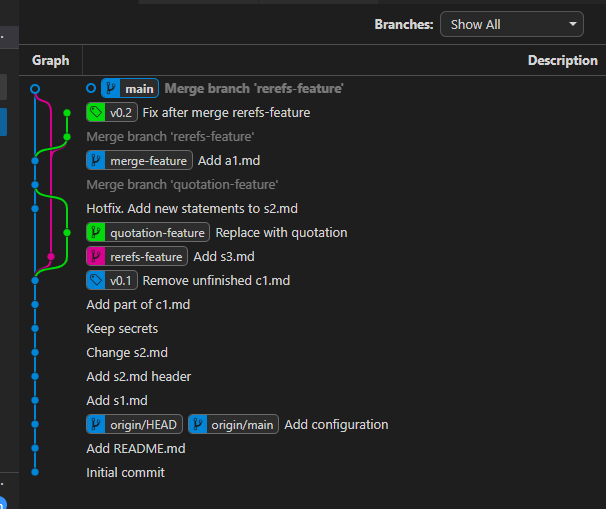 Branches: Show All
Graph Description
main Merge branch 'rerefs-feature'
v0.2 Fix after merge rerefs-feature
Merge branch 'rerefs-feature'
merge-feature Add a1.md
Merge branch 'quotation-feature'
Hotfix. Add new statements to s2.md
quotation-feature Replace with quotation
rerefs-feature Add s3.md
v0.1 Remove unfinished c1.md
Add part of c1.md
Keep secrets
Change s2.md
Add s2.md header
Add s1.md
origin/HEAD origin/main Add configuration
Add README.md
Initial commit